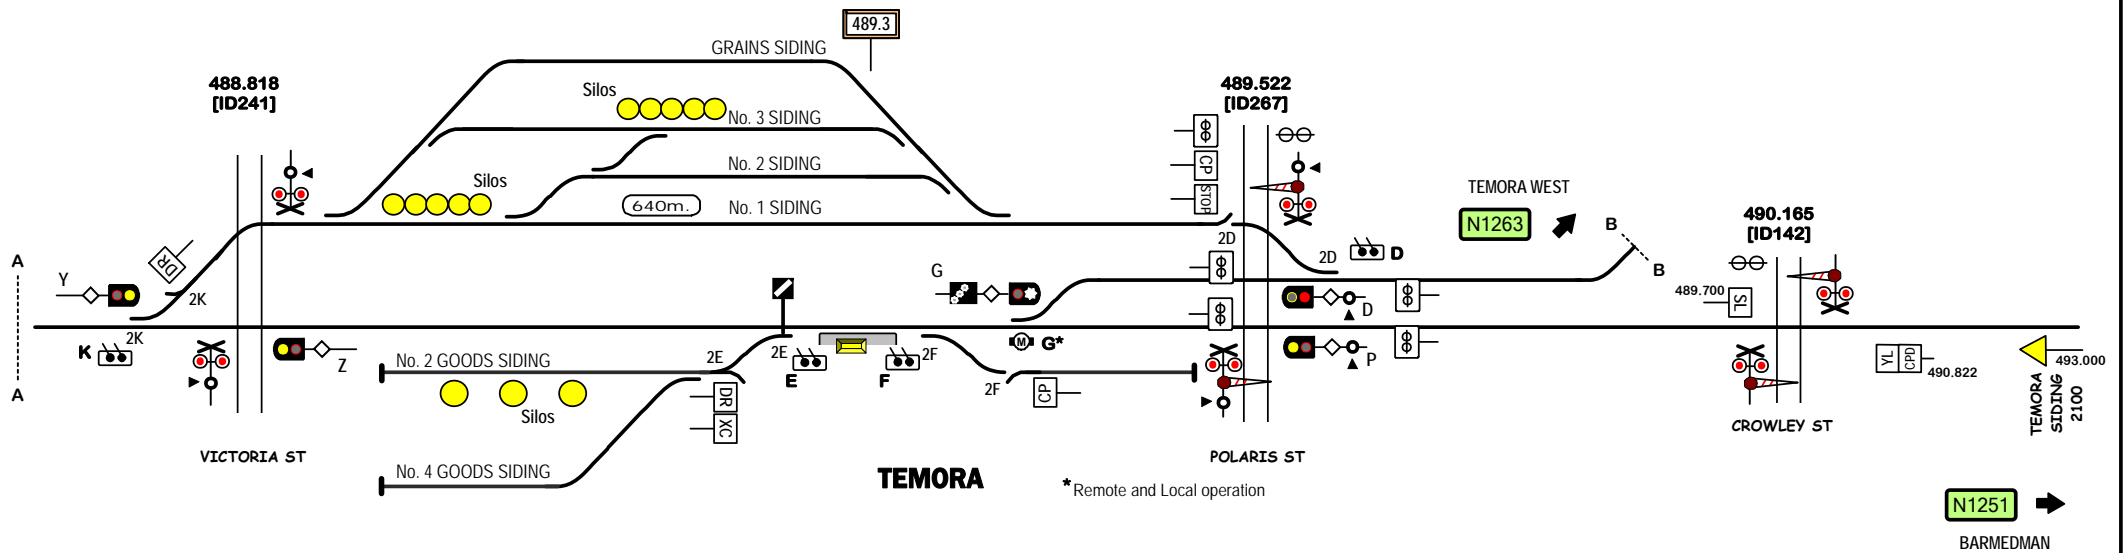 489.3
GRAINS SIDING
488.818
[ID241]
489.522
[ID267]
Silos
No. 3 SIDING
No. 2 SIDING
CP
STOP
Silos
640m.
No. 1 SIDING
TEMORA WEST
N1263
490.165
[ID142]
B
B
2D
2D
D
DR
A
Y
2K
G
489.700
SL
D
K
2K
Z
2E
2E
E
F
2F
M
G*
P
YL
CPD
490.822
493.000
No. 2 GOODS SIDING
2F
CP
DR
XC
A
Silos
TEMORA
SIDING
2100
CROWLEY ST
VICTORIA ST
No. 4 GOODS SIDING
POLARIS ST
TEMORA
*Remote and Local operation
N1251
BARMEDMAN